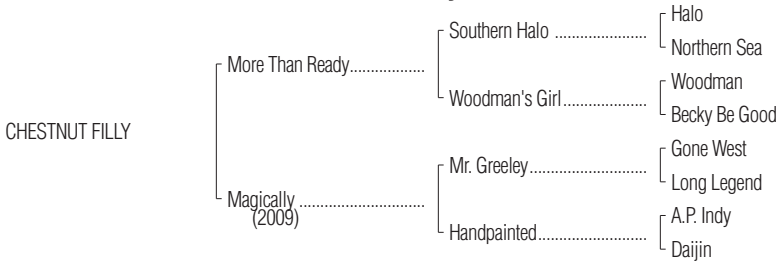 Halo
Southern Halo ......................
Northern Sea
More Than Ready..................
Woodman
Woodman's Girl....................
Becky Be Good
CHESTNUT FILLY
Gone West
Mr. Greeley............................
Long Legend
Magically ..............................
(2009)
A.P. Indy
Handpainted..........................
Daijin